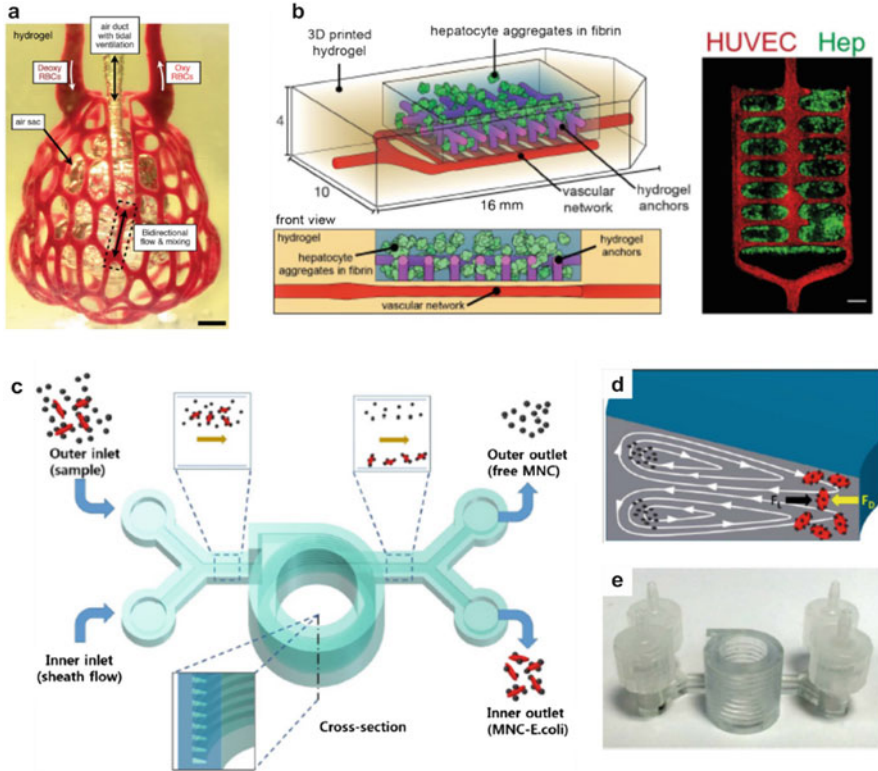 a
hydrogel
air duct
with tidal
ventilation
Deoxy
RBCs
Oxy
RBCs
air sac
Bidirectional
flow & mixing
b
3D printed
hydrogel
hepatocyte
aggregates in fibrin
4
10
16 mm
vascular
network
hydrogel
anchors
front view
hydrogel
hepatocyte
aggregates in fibrin
hydrogel
anchors
vascular network
HUVEC Hep
c
Outer inlet
(sample)
Outer outlet
(free MNC)
Inner inlet
(sheath flow)
Cross-section
Inner outlet
(MNC-E.coli)
d
FL
FD
e